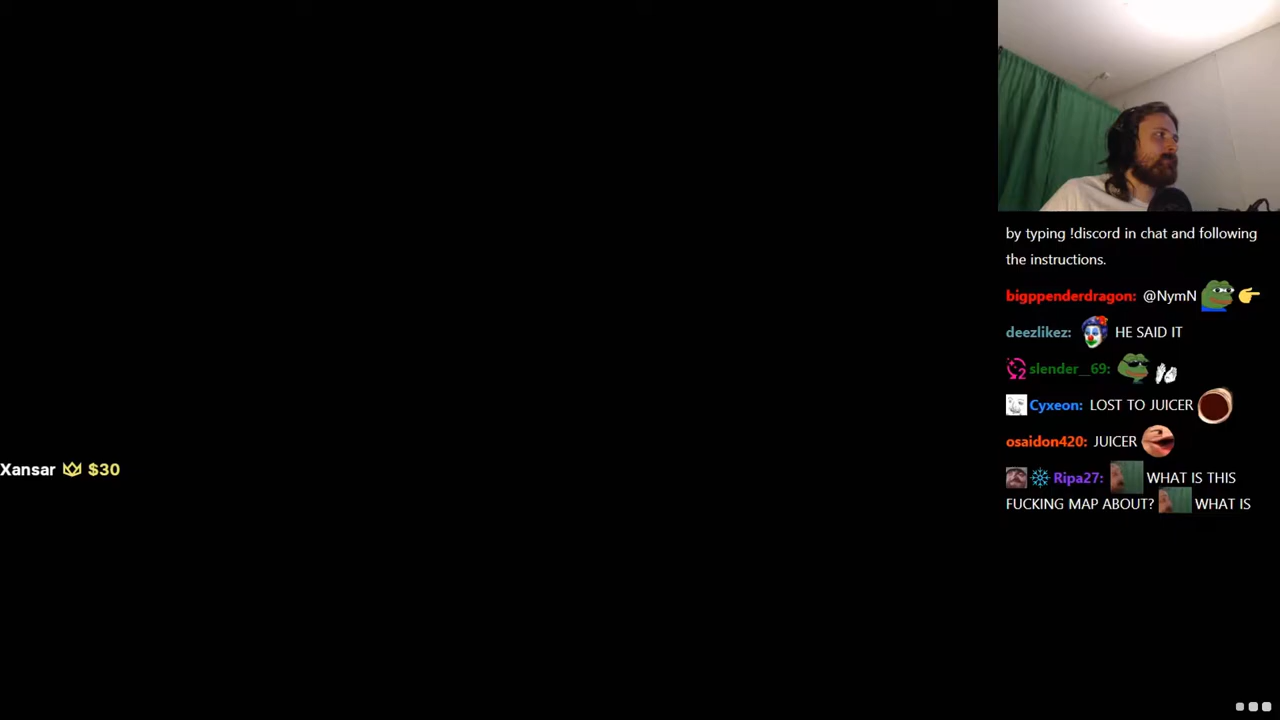 by typing !discord in chat and following
the instructions.
bigppenderdragon: @NymN
deezlikez: HE SAID IT
slender__69:
Cyxeon: LOST TO JUICER
Xansar $30
osaidon420: JUICER
Ripa27: WHAT IS THIS
FUCKING MAP ABOUT? WHAT IS